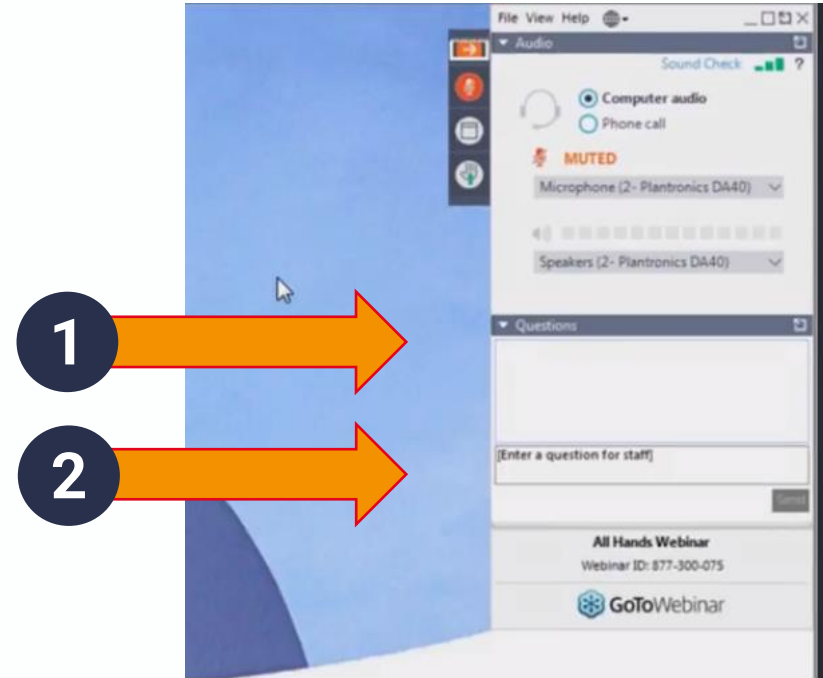 File View Help
Audio
Sound Check ?
Computer audio
Phone call
MUTED
Microphone (2- Plantronics DA40)
Speakers (2- Plantronics DA40)
1
Questions
2
[Enter a question for staff]
Send
All Hands Webinar
Webinar ID: 877-300-075
GoToWebinar